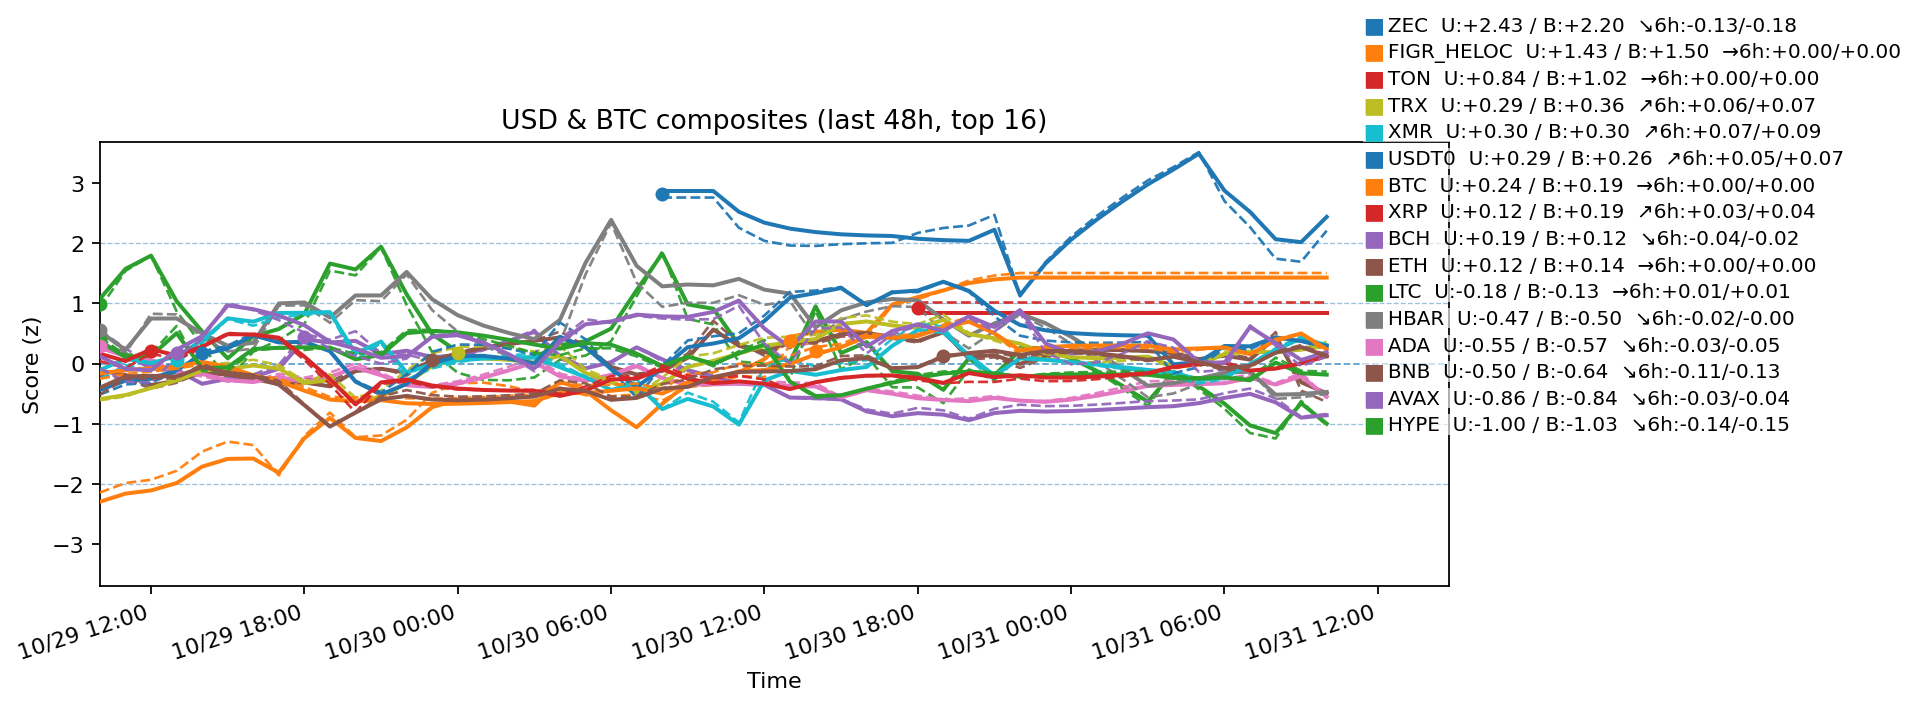 ZEC U:+2.43 / B:+2.20 ↘6h:-0.13/-0.18
FIGR_HELOC U:+1.43 / B:+1.50 →6h:+0.00/+0.00
TON U:+0.84 / B:+1.02 →6h:+0.00/+0.00
TRX U:+0.29 / B:+0.36 ↗6h:+0.06/+0.07
XMR U:+0.30 / B:+0.30 ↗6h:+0.07/+0.09
USDT0 U:+0.29 / B:+0.26 ↗6h:+0.05/+0.07
BTC U:+0.24 / B:+0.19 →6h:+0.00/+0.00
XRP U:+0.12 / B:+0.19 ↗6h:+0.03/+0.04
BCH U:+0.19 / B:+0.12 ↘6h:-0.04/-0.02
ETH U:+0.12 / B:+0.14 →6h:+0.00/+0.00
LTC U:-0.18 / B:-0.13 →6h:+0.01/+0.01
HBAR U:-0.47 / B:-0.50 ↘6h:-0.02/-0.00
ADA U:-0.55 / B:-0.57 ↘6h:-0.03/-0.05
BNB U:-0.50 / B:-0.64 ↘6h:-0.11/-0.13
AVAX U:-0.86 / B:-0.84 ↘6h:-0.03/-0.04
HYPE U:-1.00 / B:-1.03 ↘6h:-0.14/-0.15
USD & BTC composites (last 48h, top 16)
Score (z)
3
2
1
0
−1
−2
−3
10/29 12:00
10/29 18:00
10/30 00:00
10/30 06:00
10/30 12:00
10/30 18:00
10/31 00:00
10/31 06:00
10/31 12:00
Time